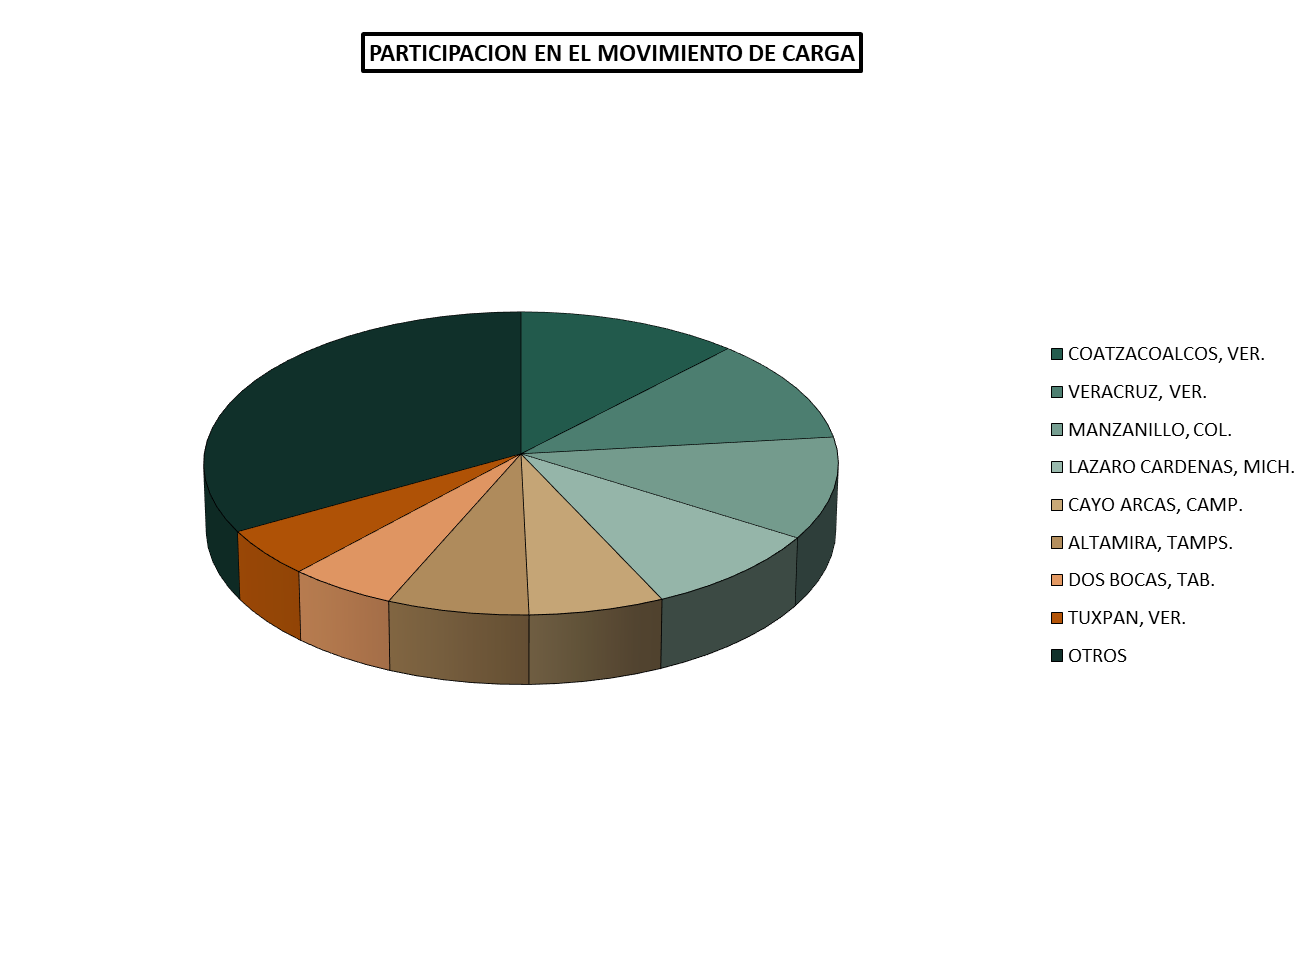 PARTICIPACION EN EL MOVIMIENTO DE CARGA
COATZACOALCOS, VER.
VERACRUZ, VER.
MANZANILLO, COL.
LAZARO CARDENAS, MICH.
CAYO ARCAS, CAMP.
ALTAMIRA, TAMPS.
DOS BOCAS, TAB.
TUXPAN, VER.
OTROS